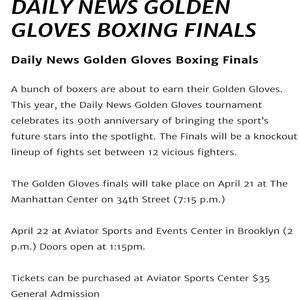 DAILY NEWS GOLDEN
GLOVES BOXING FINALS
Daily News Golden Gloves Boxing Finals
A bunch of boxers are about to earn their Golden Gloves.
This year, the Daily News Golden Gloves tournament
celebrates its 90th anniversary of bringing the sport's
future stars into the spotlight. The Finals will be a knockout
lineup of fights set between 12 vicious fighters.
The Golden Gloves finals will take place on April 21 at The
Manhattan Center on 34th Street (7:15 p.m.)
April 22 at Aviator Sports and Events Center in Brooklyn (2
p.m.) Doors open at 1:15pm.
Tickets can be purchased at Aviator Sports Center $35
General Admission